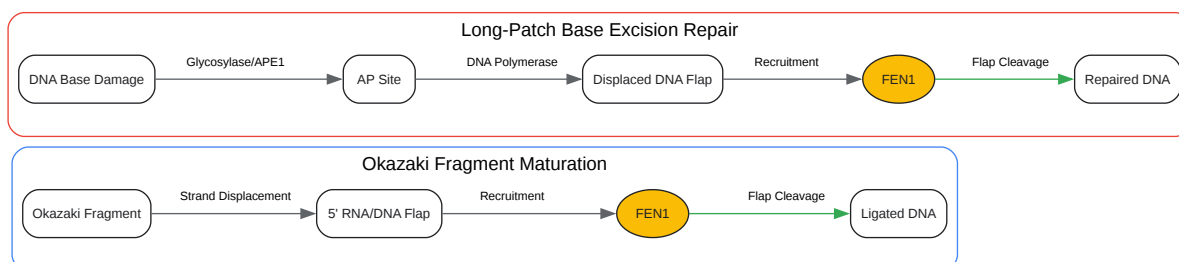 Long-Patch Base Excision Repair
DNA Base Damage
Glycosylase/APE1
AP Site
DNA Polymerase
Displaced DNA Flap
Recruitment
FEN1
Flap Cleavage
Repaired DNA
Okazaki Fragment Maturation
Okazaki Fragment
Strand Displacement
5' RNA/DNA Flap
Recruitment
FEN1
Flap Cleavage
Ligated DNA